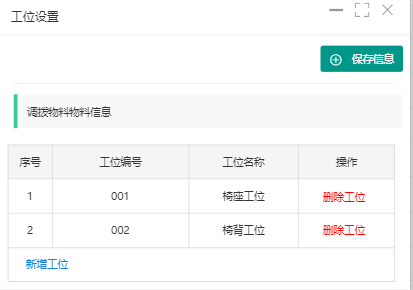 工位设置
保存信息
调拨物料物料信息
序号 工位编号 工位名称 操作
1 001 椅座工位 删除工位
2 002 椅背工位 删除工位
新增工位